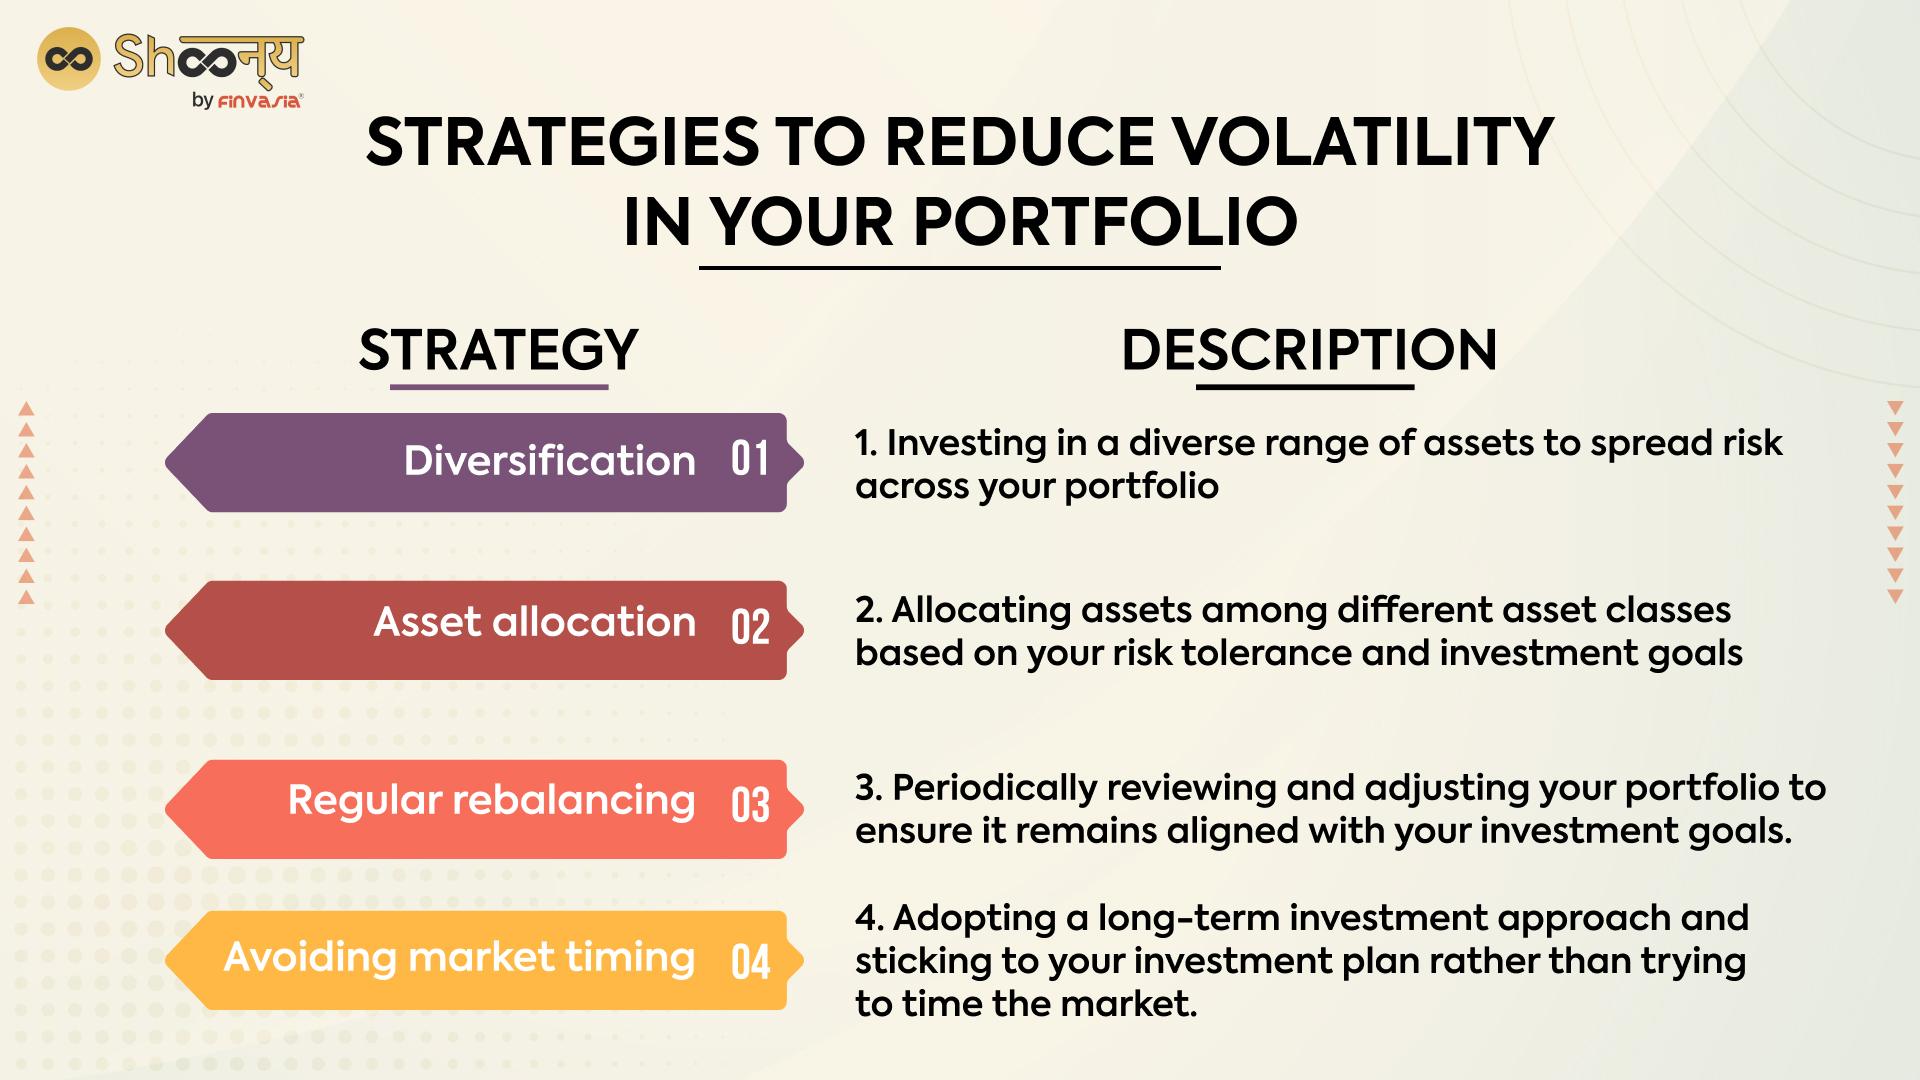 Shoonन्य
by FINVASIA®
STRATEGIES TO REDUCE VOLATILITY
IN YOUR PORTFOLIO
STRATEGY
DESCRIPTION
Diversification 01
1. Investing in a diverse range of assets to spread risk
across your portfolio
Asset allocation 02
2. Allocating assets among different asset classes
based on your risk tolerance and investment goals
Regular rebalancing 03
3. Periodically reviewing and adjusting your portfolio to
ensure it remains aligned with your investment goals.
Avoiding market timing 04
4. Adopting a long-term investment approach and
sticking to your investment plan rather than trying
to time the market.